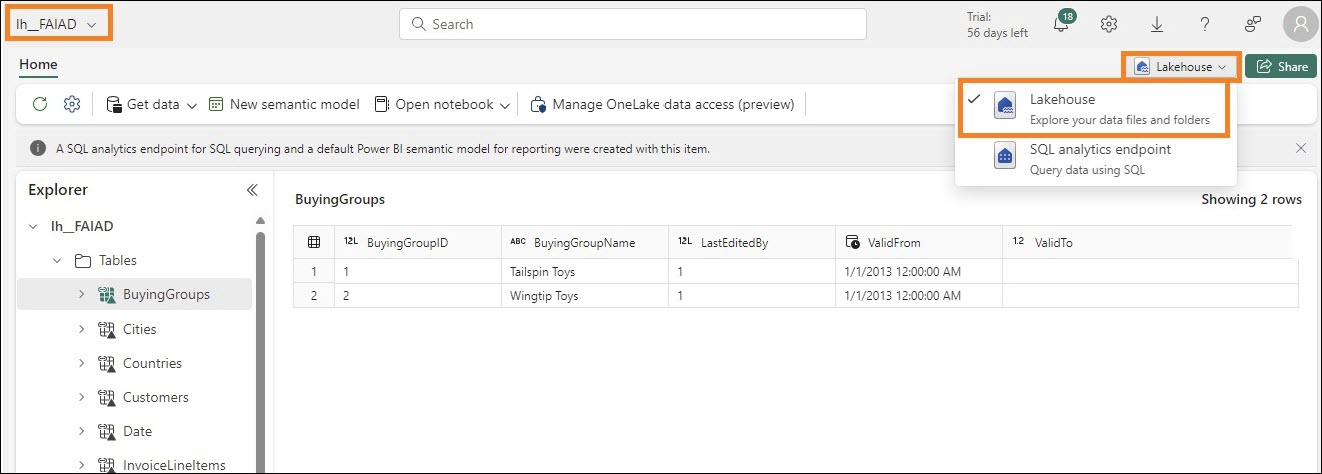 lh__FAIAD
Search
Trial:
56 days left
18
Home
Lakehouse
Share
Get data
New semantic model
Open notebook
Manage OneLake data access (preview)
Lakehouse
Explore your data files and folders
SQL analytics endpoint
Query data using SQL
A SQL analytics endpoint for SQL querying and a default Power BI semantic model for reporting were created with this item.
Explorer
lh__FAIAD
Tables
BuyingGroups
Cities
Countries
Customers
Date
InvoiceLineItems
BuyingGroups
Showing 2 rows
12L BuyingGroupID ABC BuyingGroupName 12L LastEditedBy ValidFrom 1.2 ValidTo
1 1 Tailspin Toys 1 1/1/2013 12:00:00 AM
2 2 Wingtip Toys 1 1/1/2013 12:00:00 AM